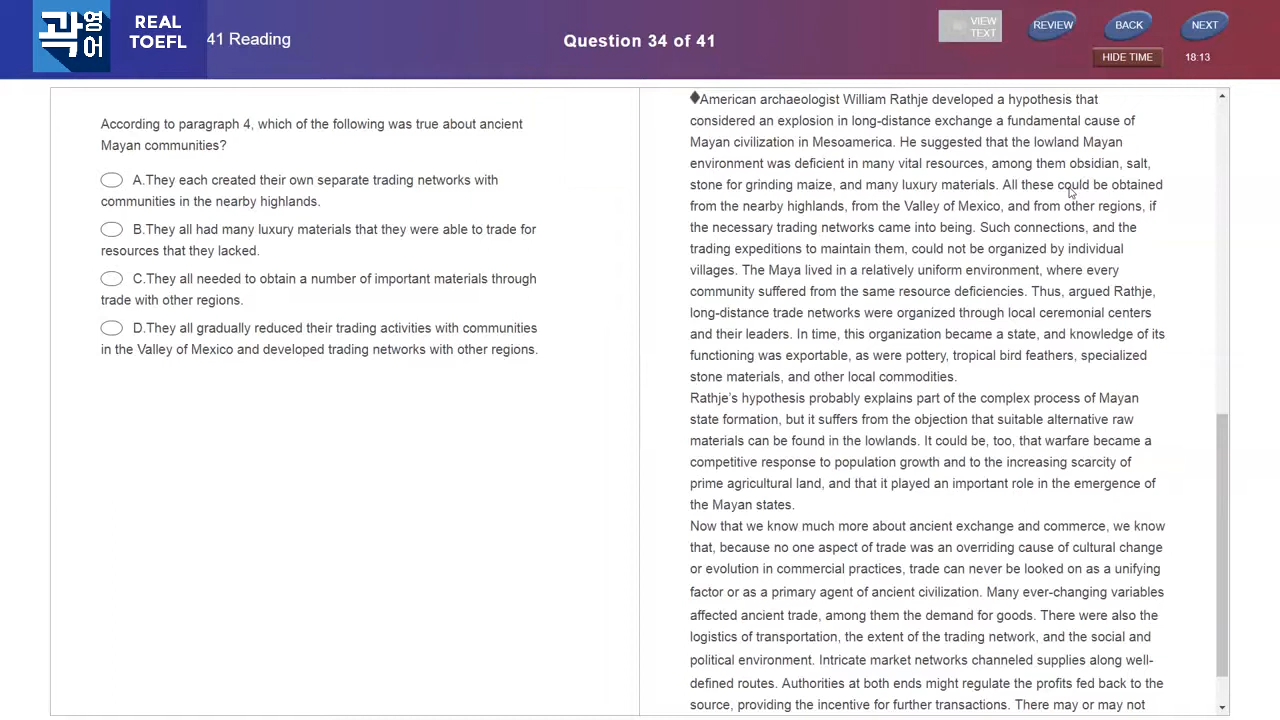 곽영어
REAL
TOEFL
41 Reading
Question 34 of 41
VIEW
TEXT
REVIEW
BACK
NEXT
HIDE TIME
18:13
According to paragraph 4, which of the following was true about ancient
Mayan communities?
A.They each created their own separate trading networks with
communities in the nearby highlands.
B.They all had many luxury materials that they were able to trade for
resources that they lacked.
C.They all needed to obtain a number of important materials through
trade with other regions.
D.They all gradually reduced their trading activities with communities
in the Valley of Mexico and developed trading networks with other regions.
♦American archaeologist William Rathje developed a hypothesis that
considered an explosion in long-distance exchange a fundamental cause of
Mayan civilization in Mesoamerica. He suggested that the lowland Mayan
environment was deficient in many vital resources, among them obsidian, salt,
stone for grinding maize, and many luxury materials. All these could be obtained
from the nearby highlands, from the Valley of Mexico, and from other regions, if
the necessary trading networks came into being. Such connections, and the
trading expeditions to maintain them, could not be organized by individual
villages. The Maya lived in a relatively uniform environment, where every
community suffered from the same resource deficiencies. Thus, argued Rathje,
long-distance trade networks were organized through local ceremonial centers
and their leaders. In time, this organization became a state, and knowledge of its
functioning was exportable, as were pottery, tropical bird feathers, specialized
stone materials, and other local commodities.
Rathje's hypothesis probably explains part of the complex process of Mayan
state formation, but it suffers from the objection that suitable alternative raw
materials can be found in the lowlands. It could be, too, that warfare became a
competitive response to population growth and to the increasing scarcity of
prime agricultural land, and that it played an important role in the emergence of
the Mayan states.
Now that we know much more about ancient exchange and commerce, we know
that, because no one aspect of trade was an overriding cause of cultural change
or evolution in commercial practices, trade can never be looked on as a unifying
factor or as a primary agent of ancient civilization. Many ever-changing variables
affected ancient trade, among them the demand for goods. There were also the
logistics of transportation, the extent of the trading network, and the social and
political environment. Intricate market networks channeled supplies along well-
defined routes. Authorities at both ends might regulate the profits fed back to the
source, providing the incentive for further transactions. There may or may not